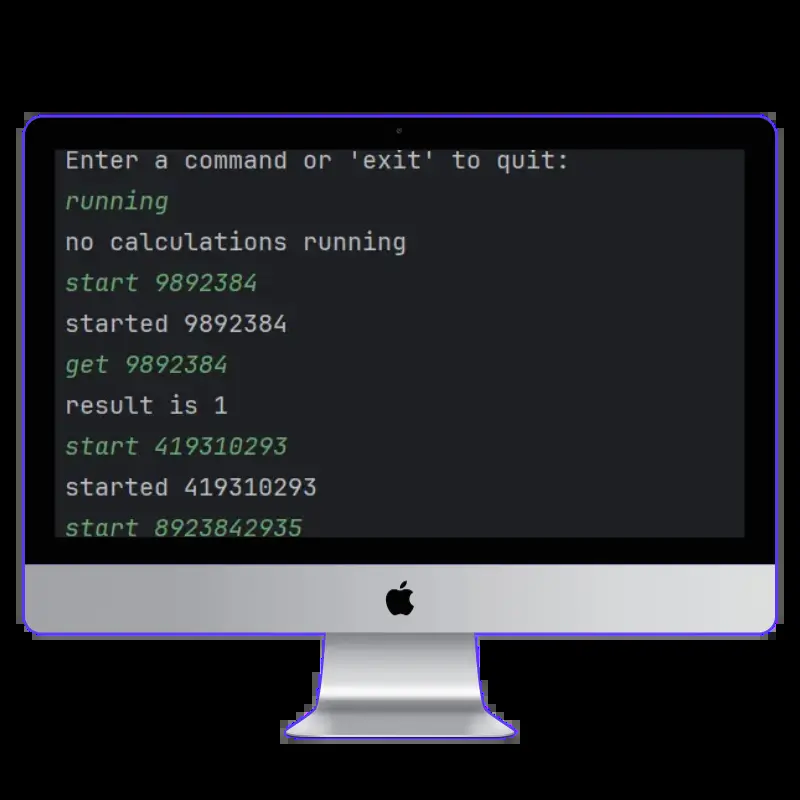 Enter a command or 'exit' to quit:
running
no calculations running
start 9892384
started 9892384
get 9892384
result is 1
start 419310293
started 419310293
start 8923842935